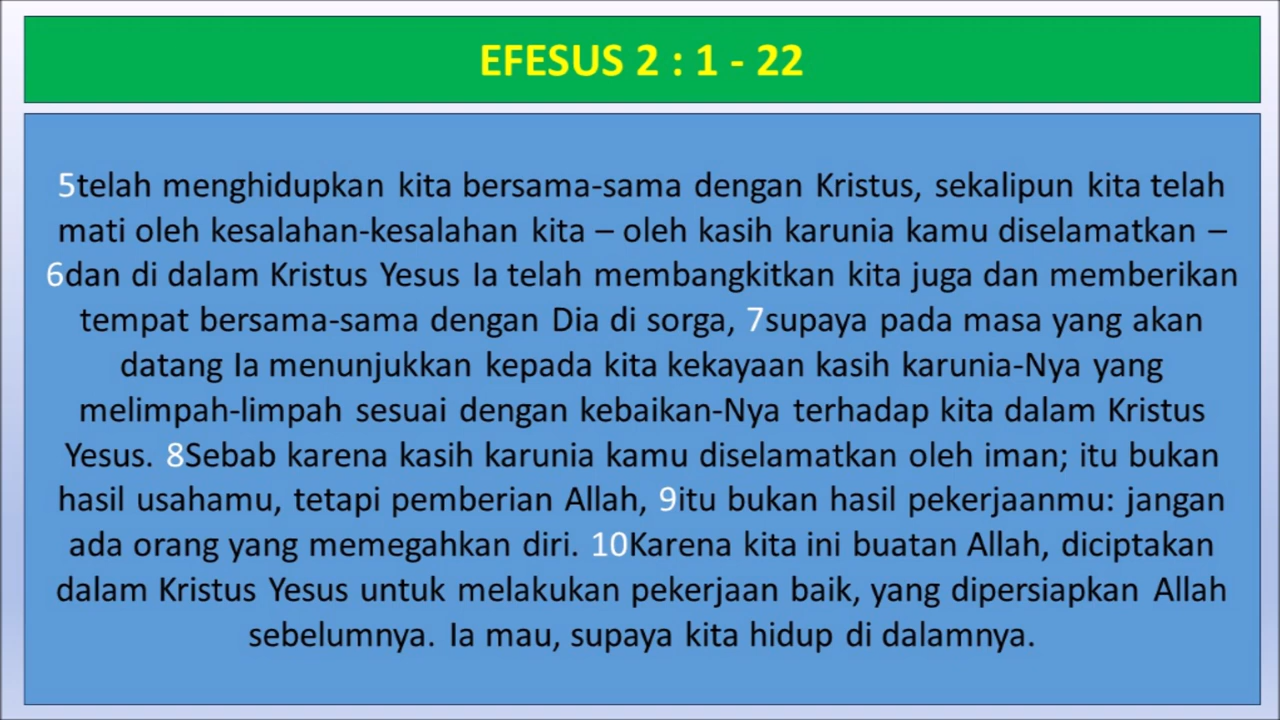 EFESUS 2 : 1 - 22
5telah menghidupkan kita bersama-sama dengan Kristus, sekalipun kita telah
mati oleh kesalahan-kesalahan kita – oleh kasih karunia kamu diselamatkan –
6dan di dalam Kristus Yesus Ia telah membangkitkan kita juga dan memberikan
tempat bersama-sama dengan Dia di sorga, 7supaya pada masa yang akan
datang Ia menunjukkan kepada kita kekayaan kasih karunia-Nya yang
melimpah-limpah sesuai dengan kebaikan-Nya terhadap kita dalam Kristus
Yesus. 8Sebab karena kasih karunia kamu diselamatkan oleh iman; itu bukan
hasil usahamu, tetapi pemberian Allah, 9itu bukan hasil pekerjaanmu: jangan
ada orang yang memegahkan diri. 10Karena kita ini buatan Allah, diciptakan
dalam Kristus Yesus untuk melakukan pekerjaan baik, yang dipersiapkan Allah
sebelumnya. Ia mau, supaya kita hidup di dalamnya.